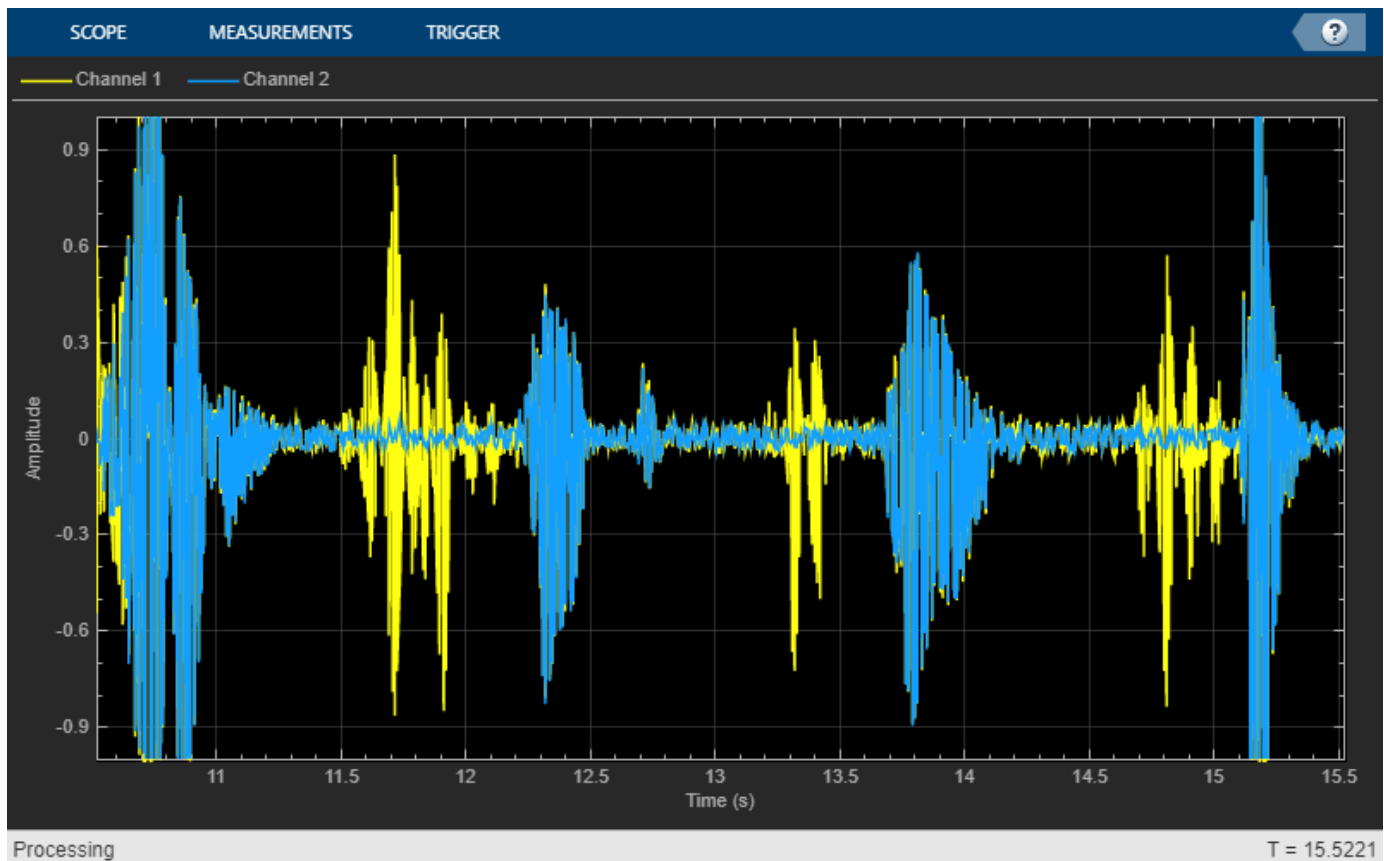 SCOPE MEASUREMENTS TRIGGER ?
Channel 1 Channel 2
0.9
0.6
0.3
0
-0.3
-0.6
-0.9
Amplitude
11 11.5 12 12.5 13 13.5 14 14.5 15 15.5
Time (s)
Processing T = 15.5221